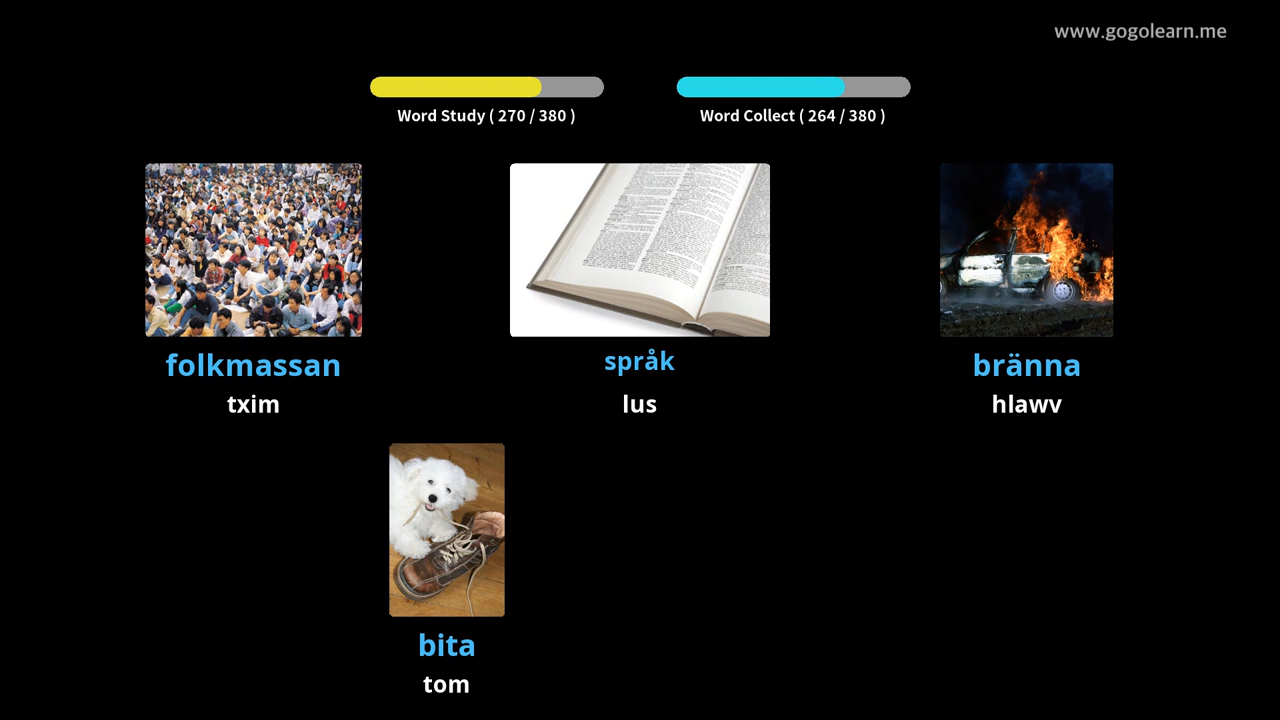 www.gogolearn.me
Word Study ( 270 / 380 )
Word Collect ( 264 / 380 )
folkmassan
txim
språk
lus
bränna
hlawv
bita
tom